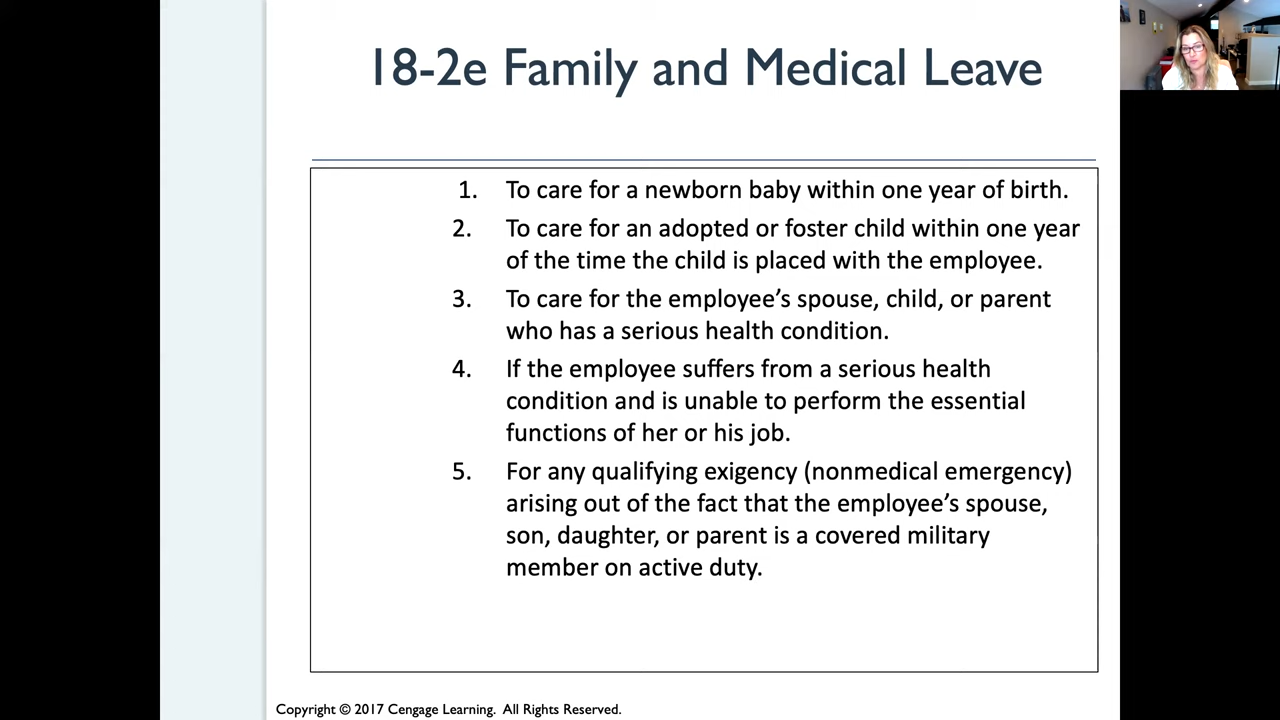 18-2e Family and Medical Leave
1. To care for a newborn baby within one year of birth.
2. To care for an adopted or foster child within one year
of the time the child is placed with the employee.
3. To care for the employee’s spouse, child, or parent
who has a serious health condition.
4. If the employee suffers from a serious health
condition and is unable to perform the essential
functions of her or his job.
5. For any qualifying exigency (nonmedical emergency)
arising out of the fact that the employee’s spouse,
son, daughter, or parent is a covered military
member on active duty.
Copyright © 2017 Cengage Learning. All Rights Reserved.